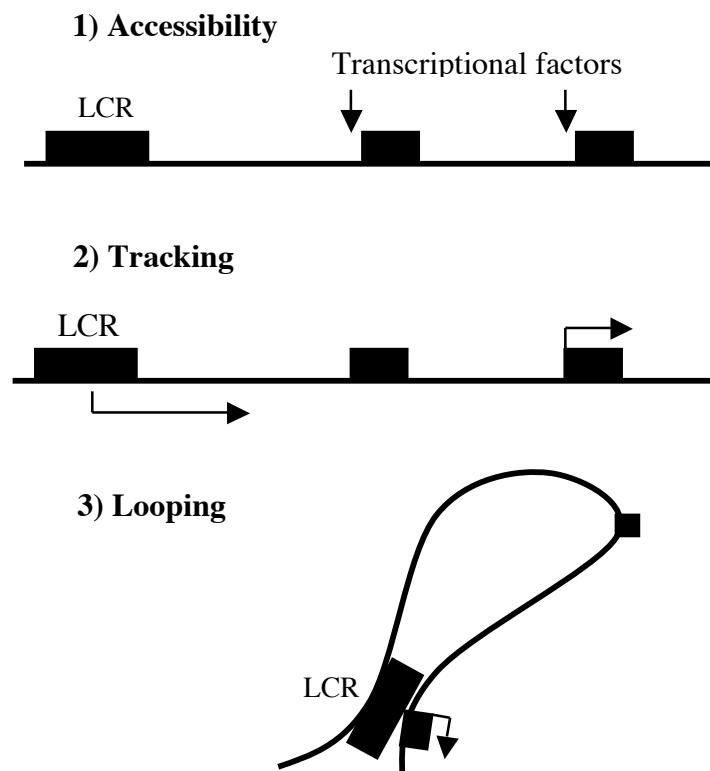 1) Accessibility
Transcriptional factors
LCR
2) Tracking
LCR
3) Looping
LCR